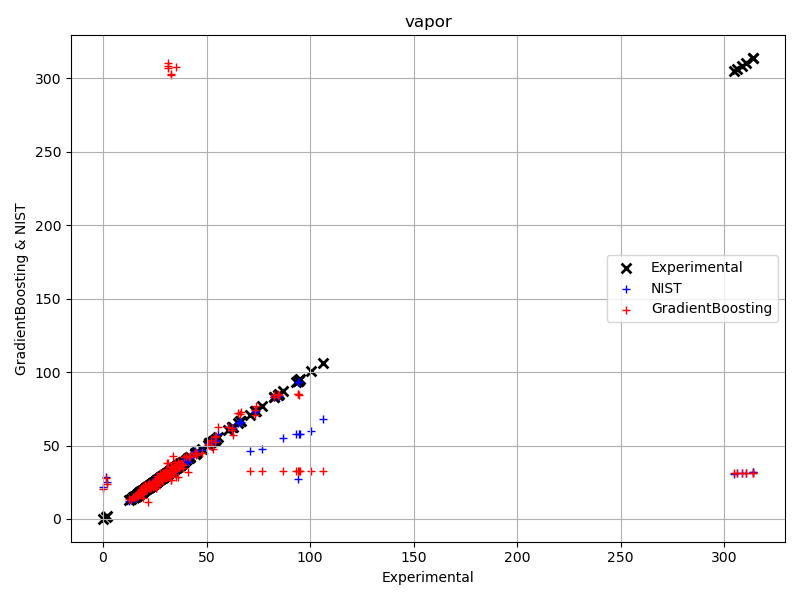 vapor
300
250
200
150
100
50
0
GradientBoosting & NIST
Experimental
NIST
GradientBoosting
0 50 100 150 200 250 300
Experimental